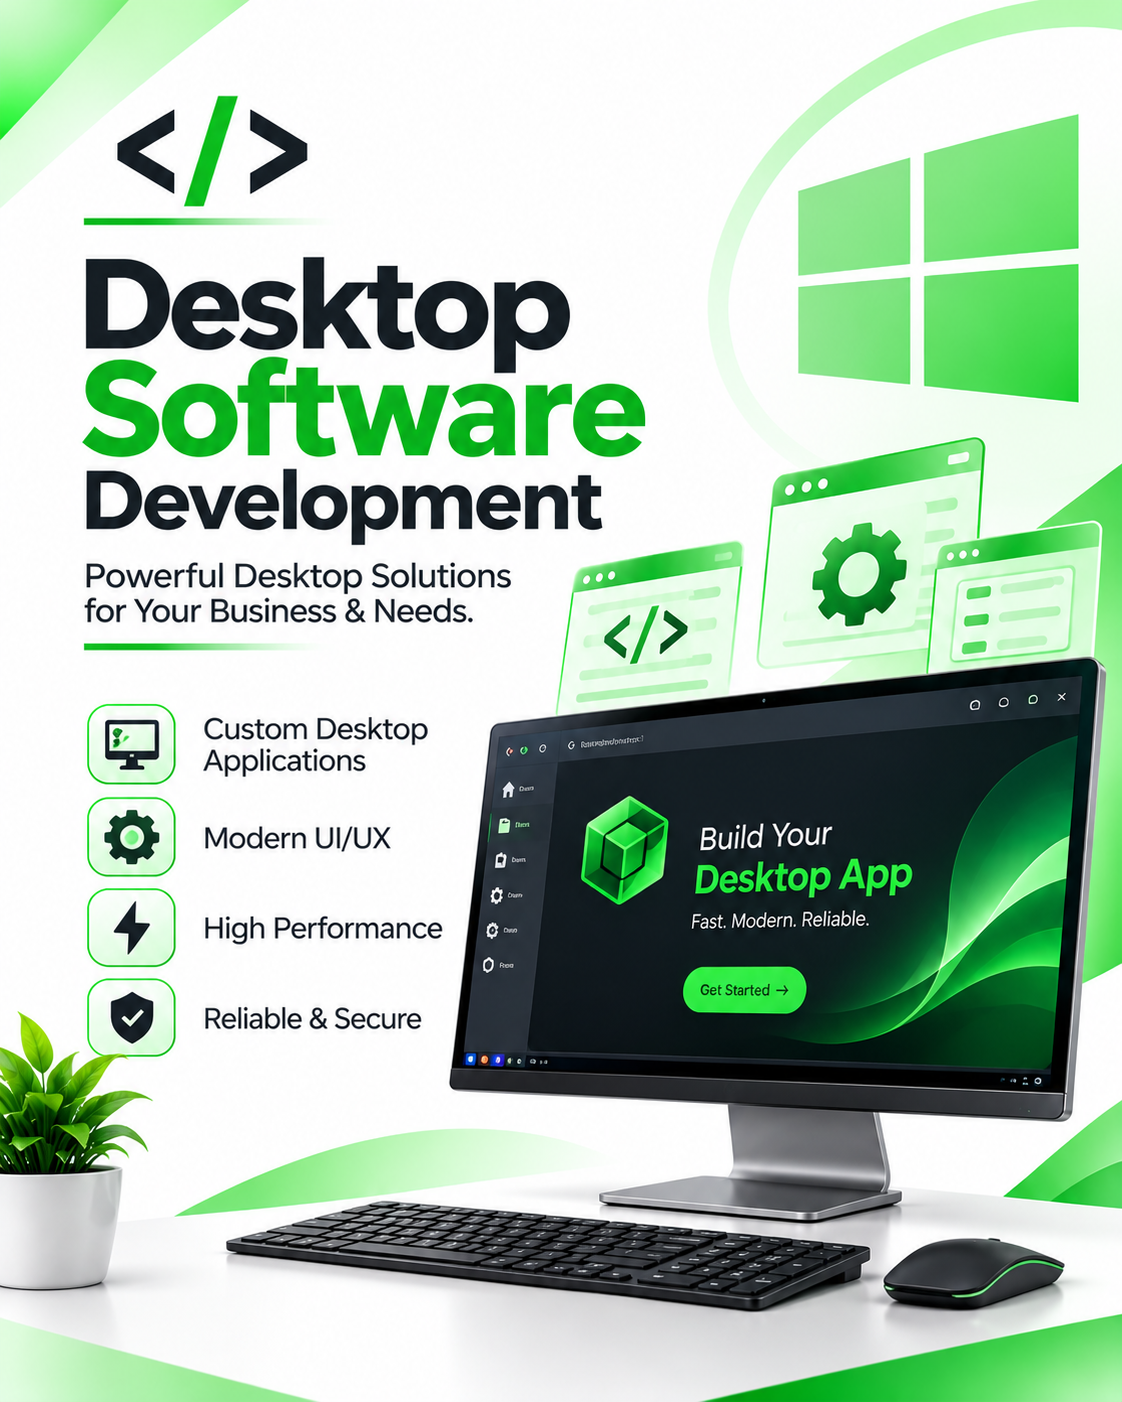 </>
Desktop
Software
Development
Powerful Desktop Solutions
for Your Business & Needs.
Custom Desktop
Applications
Modern UI/UX
High Performance
Reliable & Secure
</>
Build Your
Desktop App
Fast. Modern. Reliable.
Get Started →